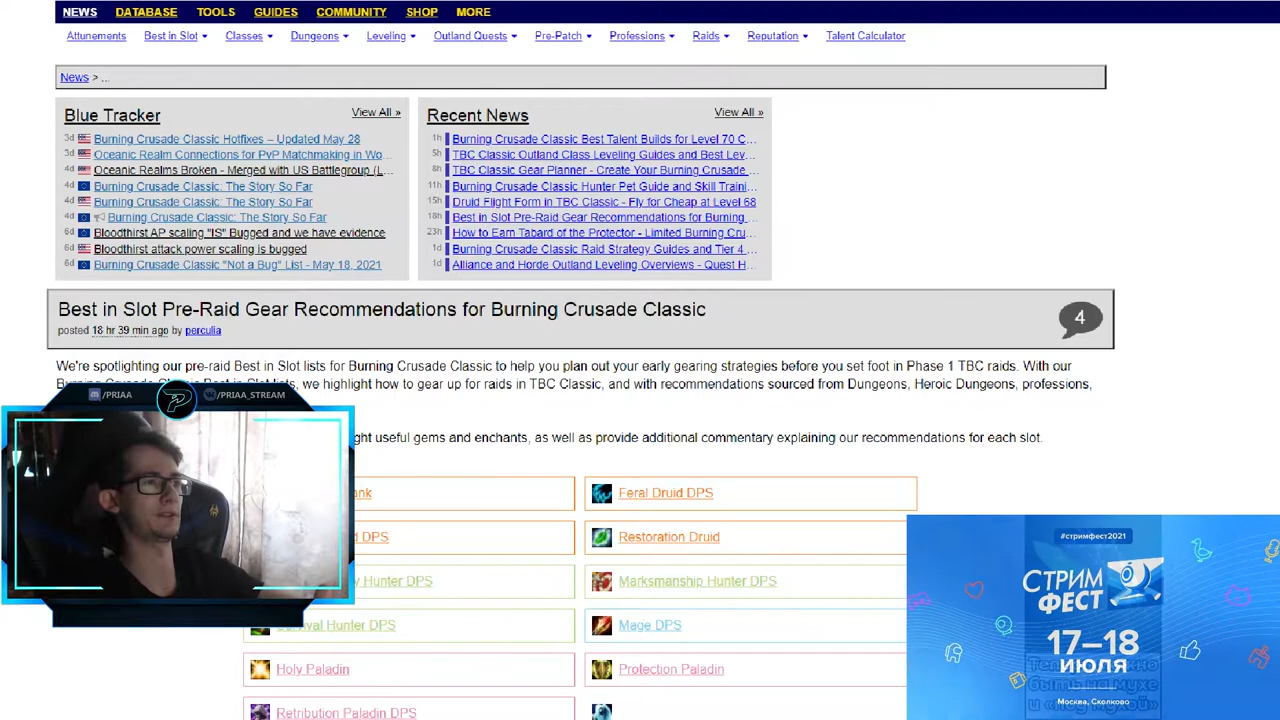 NEWS DATABASE TOOLS GUIDES COMMUNITY SHOP MORE
Attunements Best in Slot Classes Dungeons Leveling Outland Quests Pre-Patch Professions Raids Reputation Talent Calculator
News > ...
Blue Tracker View All »
3d Burning Crusade Classic Hotfixes – Updated May 28
3d Oceanic Realm Connections for PvP Matchmaking in Wo...
4d Oceanic Realms Broken - Merged with US Battlegroup (L...
4d Burning Crusade Classic: The Story So Far
4d Burning Crusade Classic: The Story So Far
4d Burning Crusade Classic: The Story So Far
6d Bloodthirst AP scaling "IS" Bugged and we have evidence
6d Bloodthirst attack power scaling is bugged
6d Burning Crusade Classic "Not a Bug" List - May 18, 2021
Recent News View All »
1h Burning Crusade Classic Best Talent Builds for Level 70 C...
5h TBC Classic Outland Class Leveling Guides and Best Lev...
8h TBC Classic Gear Planner - Create Your Burning Crusade ...
11h Burning Crusade Classic Hunter Pet Guide and Skill Traini...
15h Druid Flight Form in TBC Classic - Fly for Cheap at Level 68
18h Best in Slot Pre-Raid Gear Recommendations for Burning ...
23h How to Earn Tabard of the Protector - Limited Burning Cru...
1d Burning Crusade Classic Raid Strategy Guides and Tier 4 ...
1d Alliance and Horde Outland Leveling Overviews - Quest H...
Best in Slot Pre-Raid Gear Recommendations for Burning Crusade Classic
4
posted 18 hr 39 min ago by perculia
We're spotlighting our pre-raid Best in Slot lists for Burning Crusade Classic to help you plan out your early gearing strategies before you set foot in Phase 1 TBC raids. With our
we highlight how to gear up for raids in TBC Classic, and with recommendations sourced from Dungeons, Heroic Dungeons, professions,
useful gems and enchants, as well as provide additional commentary explaining our recommendations for each slot.
/PRIAA /PRIAA_STREAM
Feral Druid DPS
DPS
Restoration Druid
Hunter DPS
Marksmanship Hunter DPS
Survival Hunter DPS
Mage DPS
Holy Paladin
Protection Paladin
Retribution Paladin DPS
#стримфест2021
СТРИМ
ФЕСТ
17–18
ИЮЛЯ
быть на мухе
Москва, Сколково